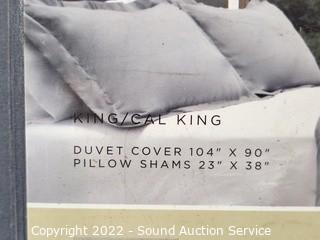 KING/CAL KING
DUVET COVER 104" X 90"
PILLOW SHAMS 23" X 38"
Copyright 2022 - Sound Auction Service